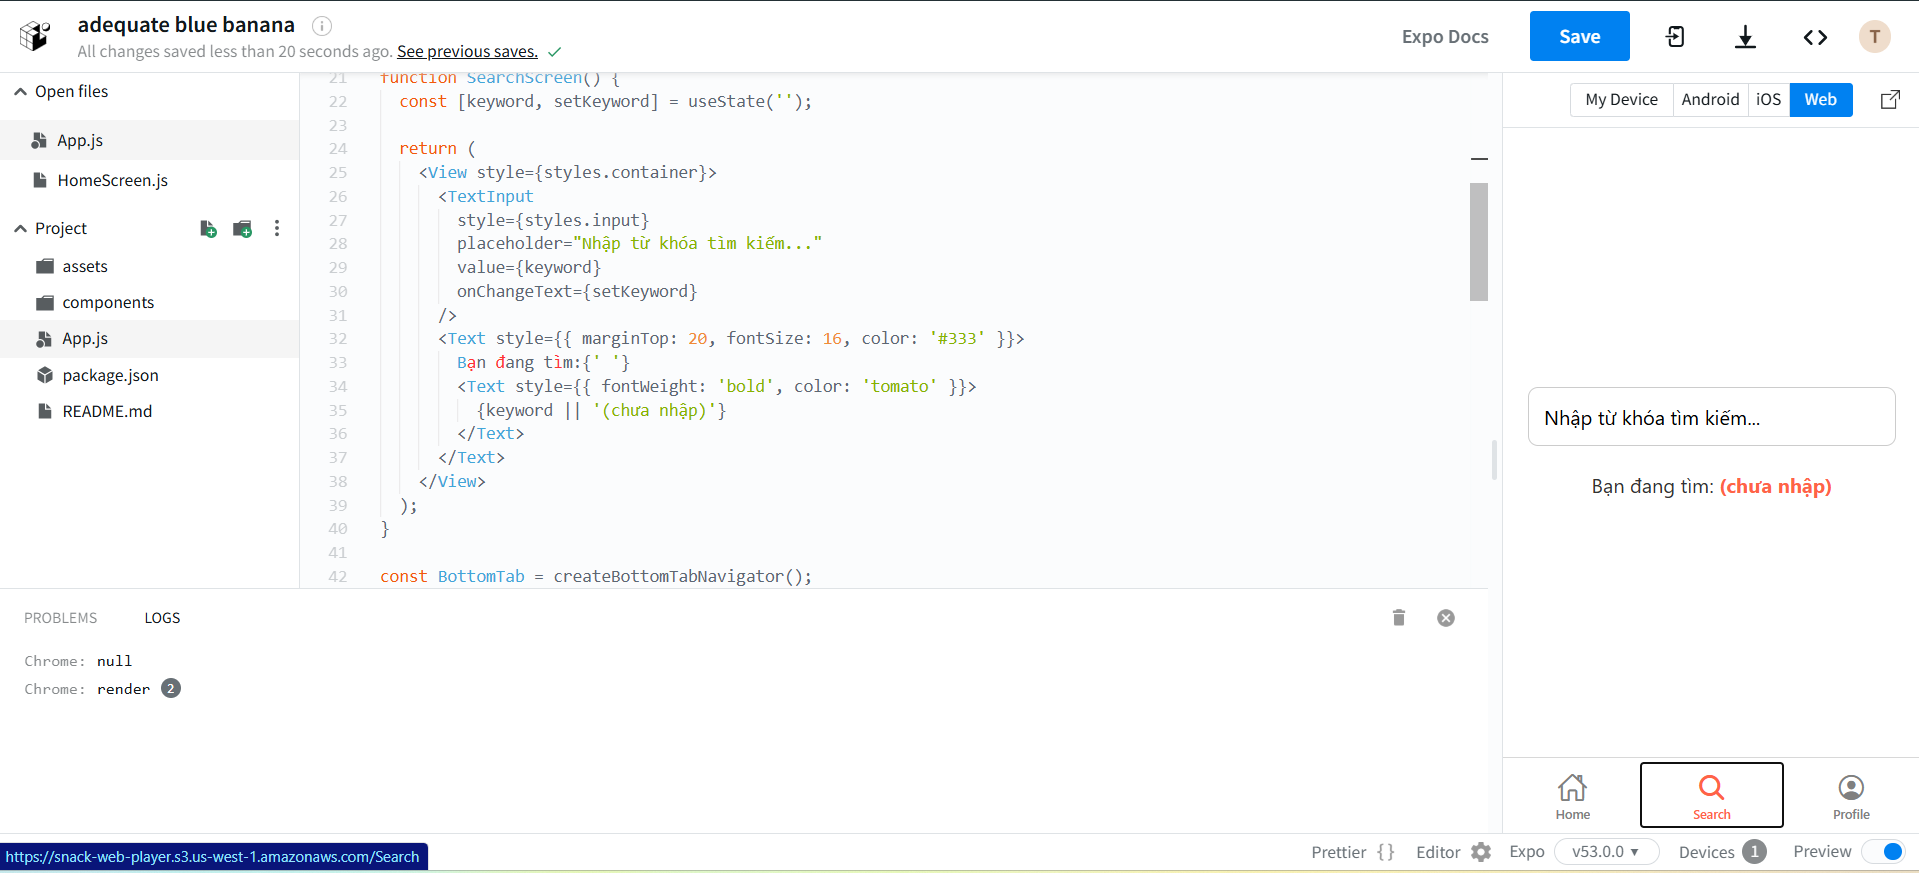 adequate blue banana
All changes saved less than 20 seconds ago. See previous saves.
Expo Docs
Save
T
Open files
App.js
HomeScreen.js
Project
assets
components
App.js
package.json
README.md
21 function SearchScreen() {
22 const [keyword, setKeyword] = useState('');
23
24 return (
25 <View style={styles.container}>
26 <TextInput
27 style={styles.input}
28 placeholder="Nhập từ khóa tìm kiếm..."
29 value={keyword}
30 onChangeText={setKeyword}
31 />
32 <Text style={{ marginTop: 20, fontSize: 16, color: '#333' }}>
33 Bạn đang tìm:{' '}
34 <Text style={{ fontWeight: 'bold', color: 'tomato' }}>
35 {keyword || '(chưa nhập)'}
36 </Text>
37 </Text>
38 </View>
39 );
40 }
41
42 const BottomTab = createBottomTabNavigator();
My Device Android iOS Web
Nhập từ khóa tìm kiếm...
Bạn đang tìm: (chưa nhập)
Home Search Profile
PROBLEMS LOGS
Chrome: null
Chrome: render 2
https://snack-web-player.s3.us-west-1.amazonaws.com/Search
Prettier {} Editor Expo v53.0.0 ▾ Devices 1 Preview